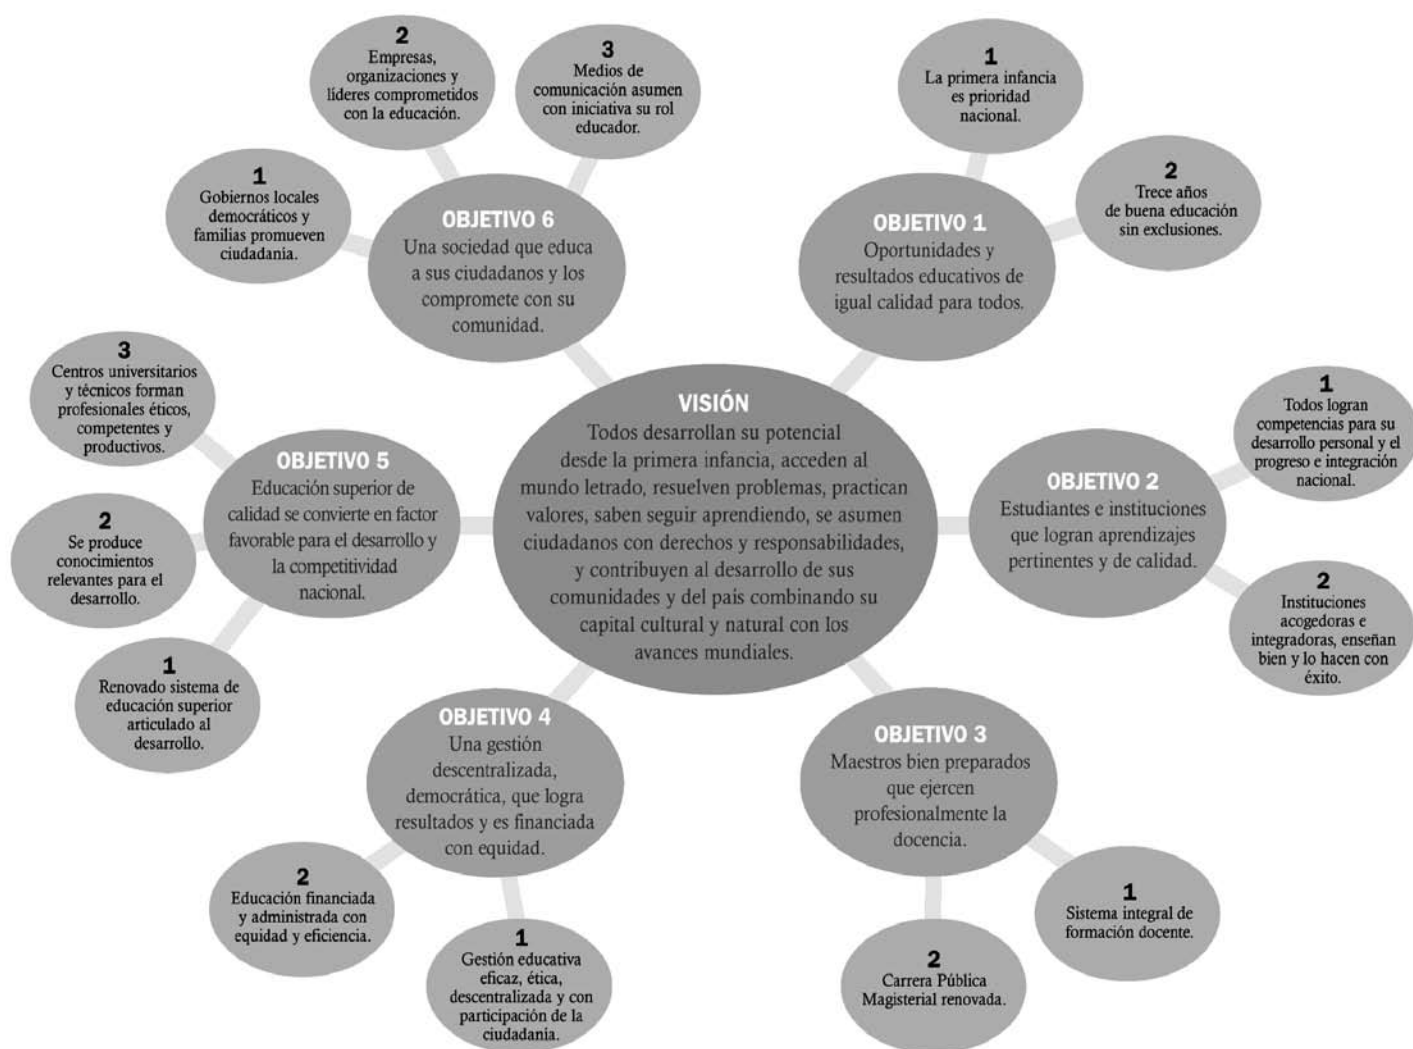 VISIÓN
Todos desarrollan su potencial
desde la primera infancia, acceden al
mundo letrado, resuelven problemas, practican
valores, saben seguir aprendiendo, se asumen
ciudadanos con derechos y responsabilidades,
y contribuyen al desarrollo de sus
comunidades y del país combinando su
capital cultural y natural con los
avances mundiales.
OBJETIVO 1
Oportunidades y
resultados educativos de
igual calidad para todos.
1
La primera infancia
es prioridad
nacional.
2
Trece años
de buena educación
sin exclusiones.
OBJETIVO 2
Estudiantes e instituciones
que logran aprendizajes
pertinentes y de calidad.
1
Todos logran
competencias para su
desarrollo personal y el
progreso e integración
nacional.
2
Instituciones
acogedoras e
integradoras, enseñan
bien y lo hacen con
éxito.
OBJETIVO 3
Maestros bien preparados
que ejercen
profesionalmente la
docencia.
1
Sistema integral de
formación docente.
2
Carrera Pública
Magisterial renovada.
OBJETIVO 4
Una gestión
descentralizada,
democrática, que logra
resultados y es financiada
con equidad.
1
Gestión educativa
eficaz, ética,
descentralizada y con
participación de la
ciudadanía.
2
Educación financiada
y administrada con
equidad y eficiencia.
OBJETIVO 5
Educación superior de
calidad se convierte en factor
favorable para el desarrollo y
la competitividad
nacional.
1
Renovado sistema de
educación superior
articulado al
desarrollo.
2
Se produce
conocimientos
relevantes para el
desarrollo.
3
Centros universitarios
y técnicos forman
profesionales éticos,
competentes y
productivos.
OBJETIVO 6
Una sociedad que educa
a sus ciudadanos y los
compromete con su
comunidad.
1
Gobiernos locales
democráticos y
familias promueven
ciudadanía.
2
Empresas,
organizaciones y
líderes comprometidos
con la educación.
3
Medios de
comunicación asumen
con iniciativa su rol
educador.